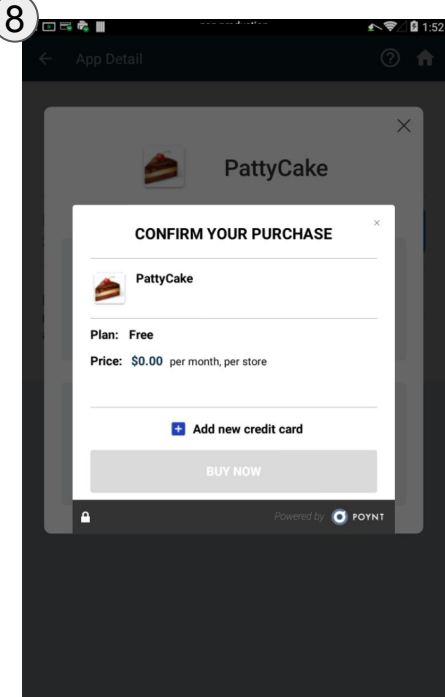 8
1:52
App Detail
PattyCake
CONFIRM YOUR PURCHASE
PattyCake
Plan: Free
Price: $0.00 per month, per store
Add new credit card
BUY NOW
Powered by POYNT